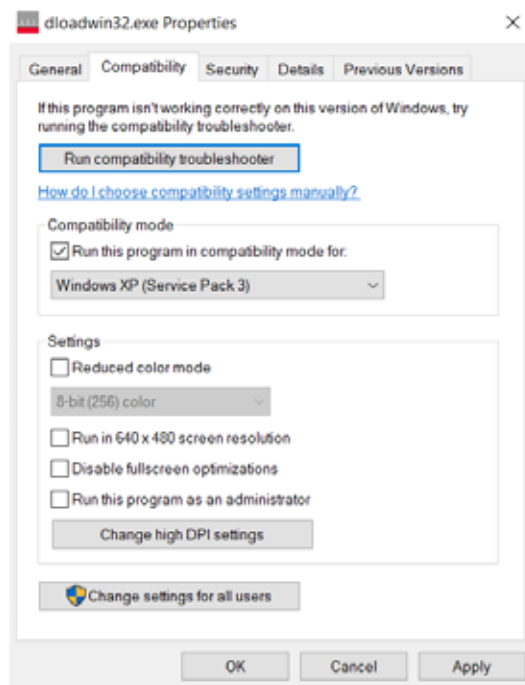 dloadwin32.exe Properties
General Compatibility Security Details Previous Versions
If this program isn't working correctly on this version of Windows, try
running the compatibility troubleshooter.
Run compatibility troubleshooter
How do I choose compatibility settings manually?
Compatibility mode
Run this program in compatibility mode for:
Windows XP (Service Pack 3)
Settings
Reduced color mode
8-bit (256) color
Run in 640 x 480 screen resolution
Disable fullscreen optimizations
Run this program as an administrator
Change high DPI settings
Change settings for all users
OK Cancel Apply